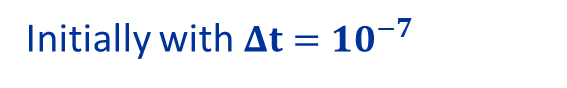 Initially with Δt = 10⁻⁷